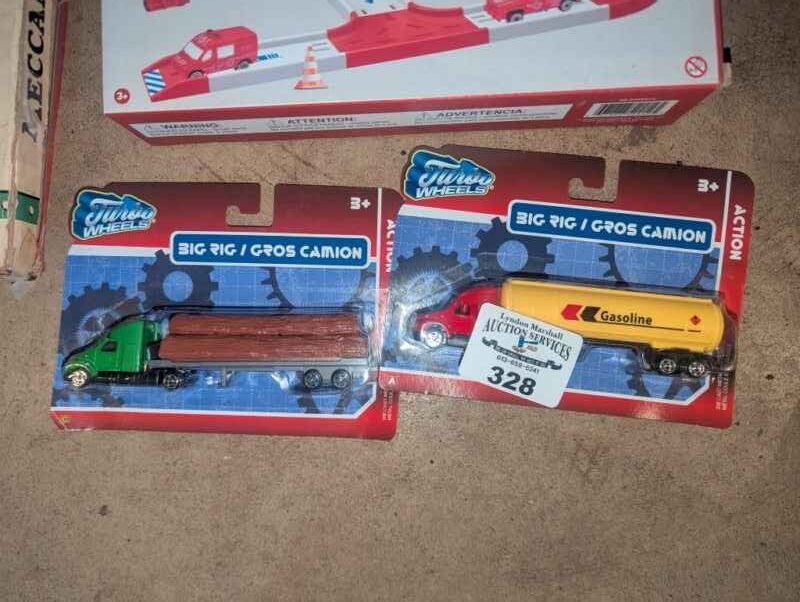 MECCA
3+
WARNING:
ATTENTION:
ADVERTENCIA:
Turbo
WHEELS
3+
BIG RIG / GROS CAMION
ACTION
Turbo
WHEELS
3+
BIG RIG / GROS CAMION
ACTION
Gasoline
Lyndon Marshall
AUCTION SERVICES
328